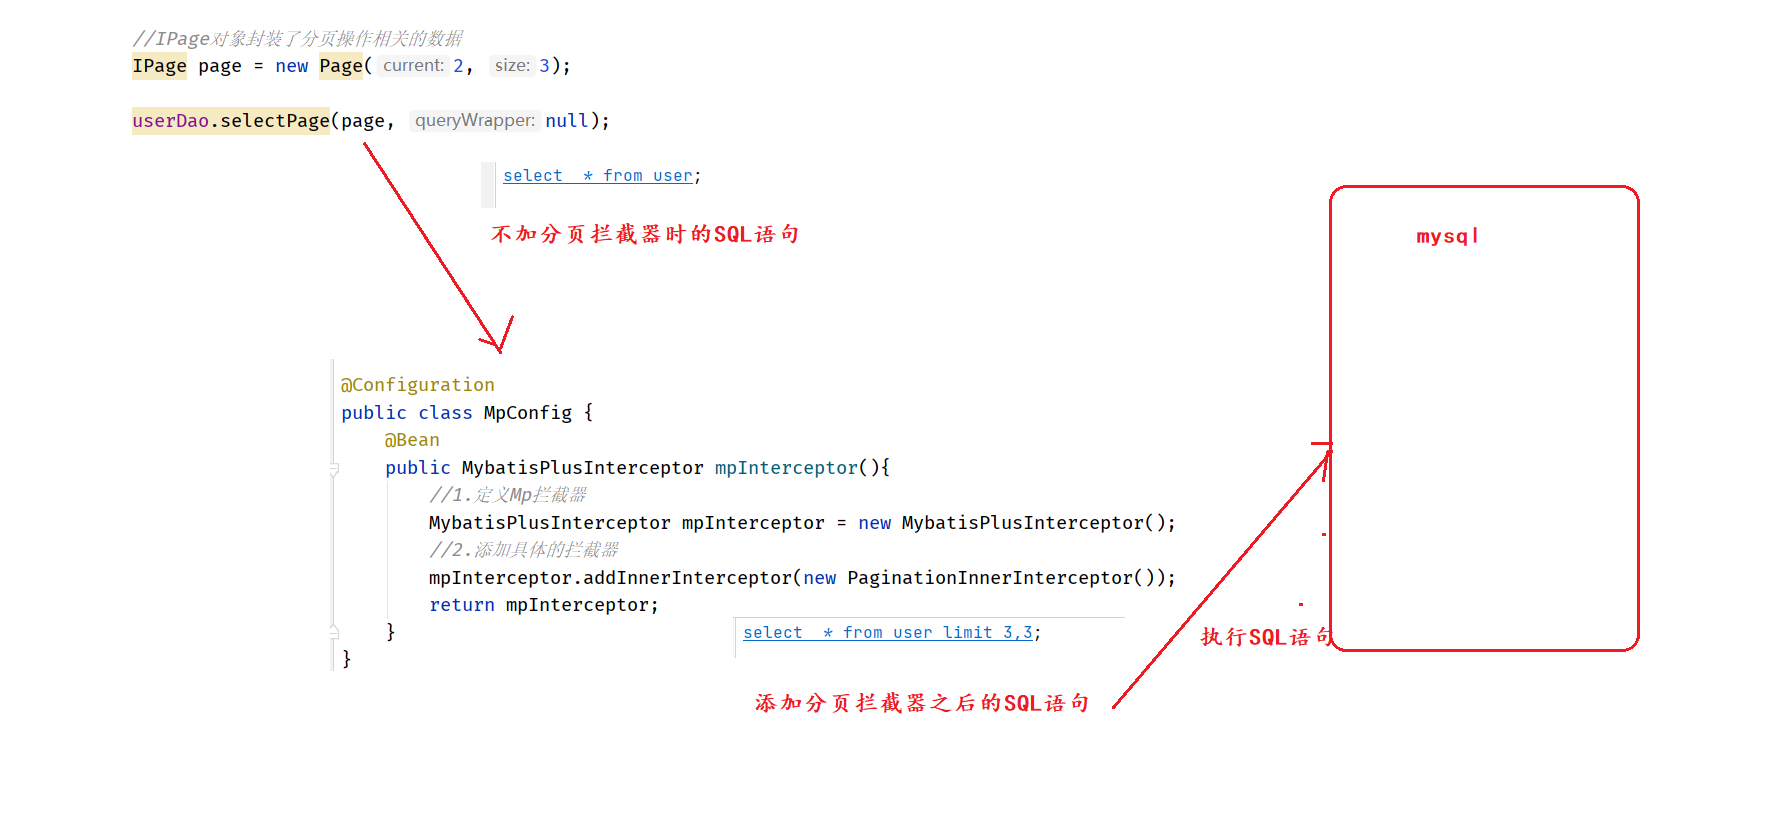 //IPage对象封装了分页操作相关的数据
IPage page = new Page( current: 2, size: 3);
userDao.selectPage(page, queryWrapper: null);
select  * from user;
不加分页拦截器时的SQL语句
mysql
@Configuration
public class MpConfig {
@Bean
public MybatisPlusInterceptor mpInterceptor(){
//1.定义Mp拦截器
MybatisPlusInterceptor mpInterceptor = new MybatisPlusInterceptor();
//2.添加具体的拦截器
mpInterceptor.addInnerInterceptor(new PaginationInnerInterceptor());
return mpInterceptor;
}
}
select  * from user limit 3,3;
执行SQL语句
添加分页拦截器之后的SQL语句